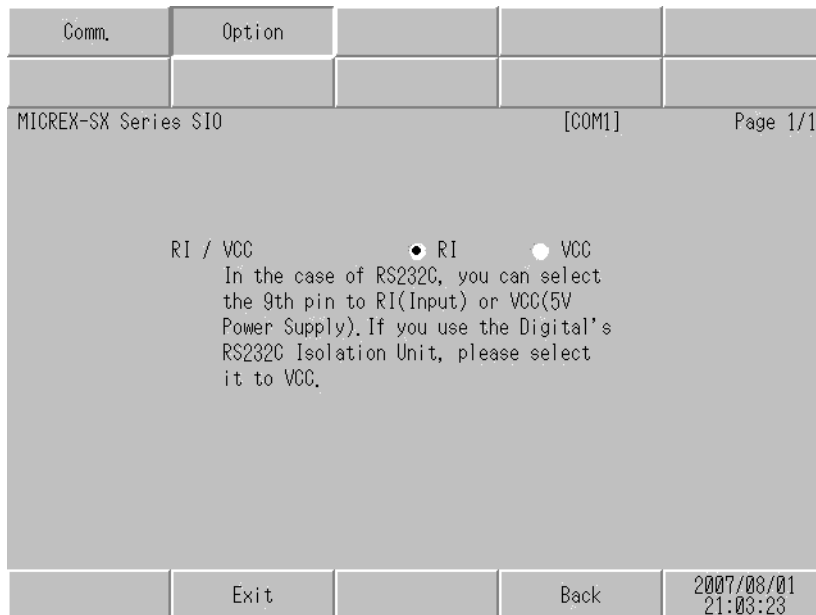 Comm. Option
MICREX-SX Series SIO [COM1] Page 1/1
RI / VCC RI VCC
In the case of RS232C, you can select
the 9th pin to RI(Input) or VCC(5V
Power Supply).If you use the Digital's
RS232C Isolation Unit, please select
it to VCC.
Exit Back 2007/08/01
21:03:23